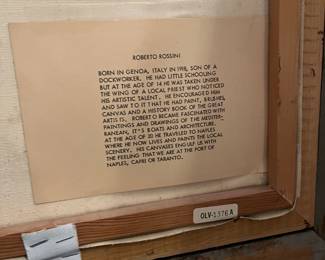 ROBERTO ROSSINI
BORN IN GENOA, ITALY IN 1918, SON OF A
DOCKWORKER. HE HAD LITTLE SCHOOLING
BUT AT THE AGE OF 14 HE WAS TAKEN UNDER
THE WING OF A LOCAL PRIEST WHO NOTICED
HIS ARTISTIC TALENT. HE ENCOURAGED HIM
AND SAW TO IT THAT HE HAD PAINT, BRUSHES,
CANVAS AND A HISTORY BOOK OF THE GREAT
ARTIS TS. ROBERTO BECAME FASCINATED WITH
PAINTINGS AND DRAWINGS OF THE MEDITER-
RANEAN, IT'S BOATS AND ARCHITECTURE.
AT THE AGE OF 20 HE TRAVELED TO NAPLES
WHERE HE NOW LIVES AND PAINTS THE LOCAL
SCENERY. HIS CANVASES ENGULF US WITH
THE FEELING THAT WE ARE AT THE PORT OF
NAPLES, CAPRI OR TARANTO.
OLV-1376 A